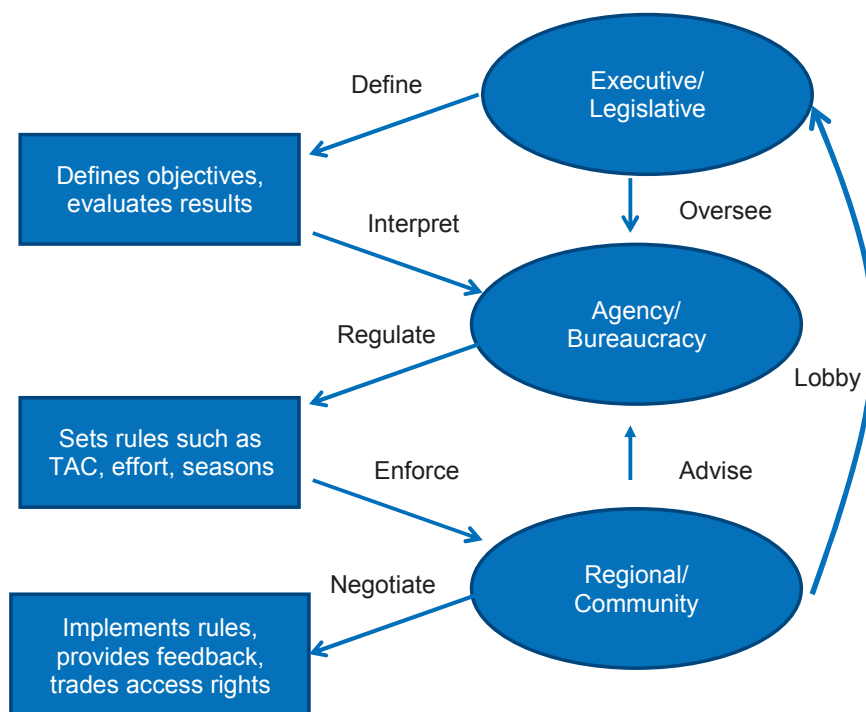 Define
Executive/
Legislative
Defines objectives,
evaluates results
Interpret
Oversee
Agency/
Bureaucracy
Regulate
Lobby
Sets rules such as
TAC, effort, seasons
Enforce
Advise
Regional/
Community
Negotiate
Implements rules,
provides feedback,
trades access rights